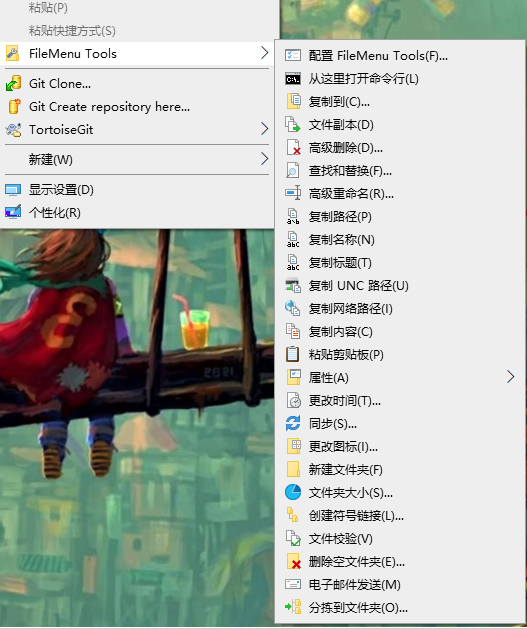 粘贴(P)
粘贴快捷方式(S)
FileMenu Tools
Git Clone...
Git Create repository here...
TortoiseGit
新建(W)
显示设置(D)
个性化(R)
配置 FileMenu Tools(F)...
从这里打开命令行(L)
复制到(C)...
文件副本(D)
高级删除(D)...
查找和替换(F)...
高级重命名(R)...
复制路径(P)
复制名称(N)
复制标题(T)
复制 UNC 路径(U)
复制网络路径(I)
复制内容(C)
粘贴剪贴板(P)
属性(A)
更改时间(T)...
同步(S)...
更改图标(I)...
新建文件夹(F)
文件夹大小(S)...
创建符号链接(L)...
文件校验(V)
删除空文件夹(E)...
电子邮件发送(M)
分拣到文件夹(O)...
2821